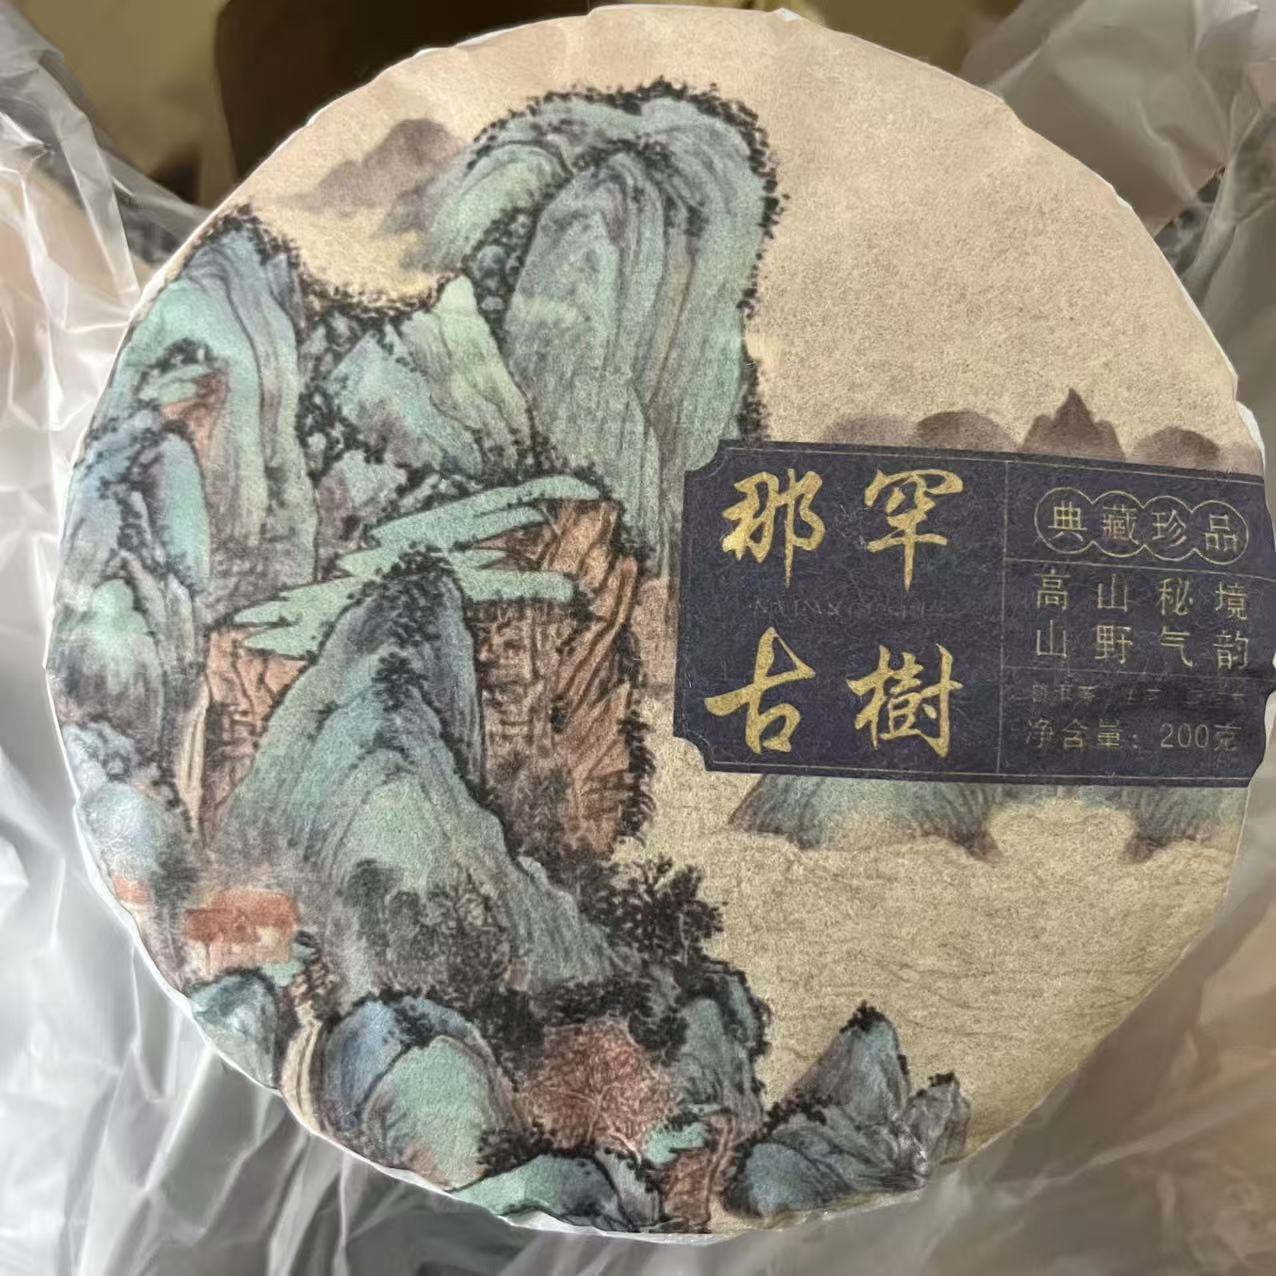 那罕
古樹
典藏珍品
高山秘境
山野气韵
净含量：200克